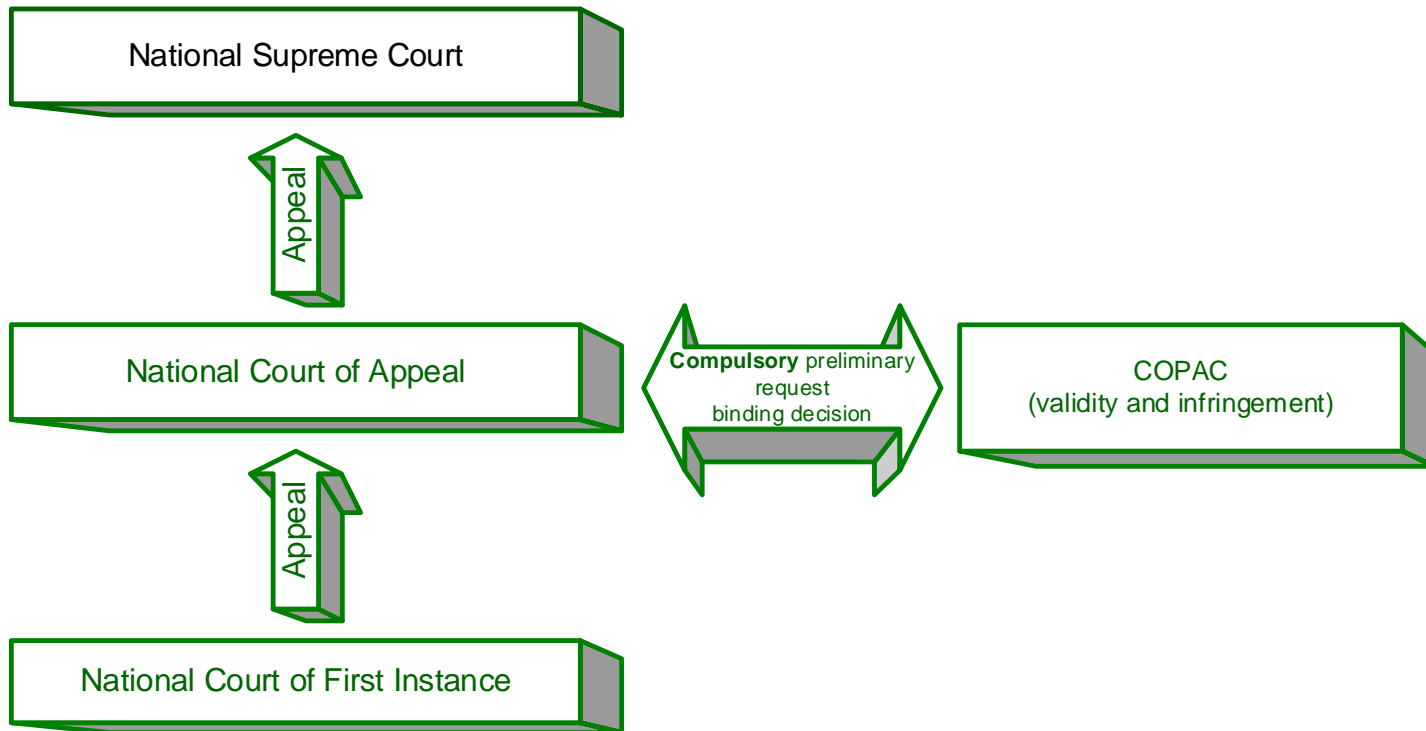 National Supreme Court
Appeal
National Court of Appeal
Compulsory preliminary
request
binding decision
COPAC
(validity and infringement)
Appeal
National Court of First Instance